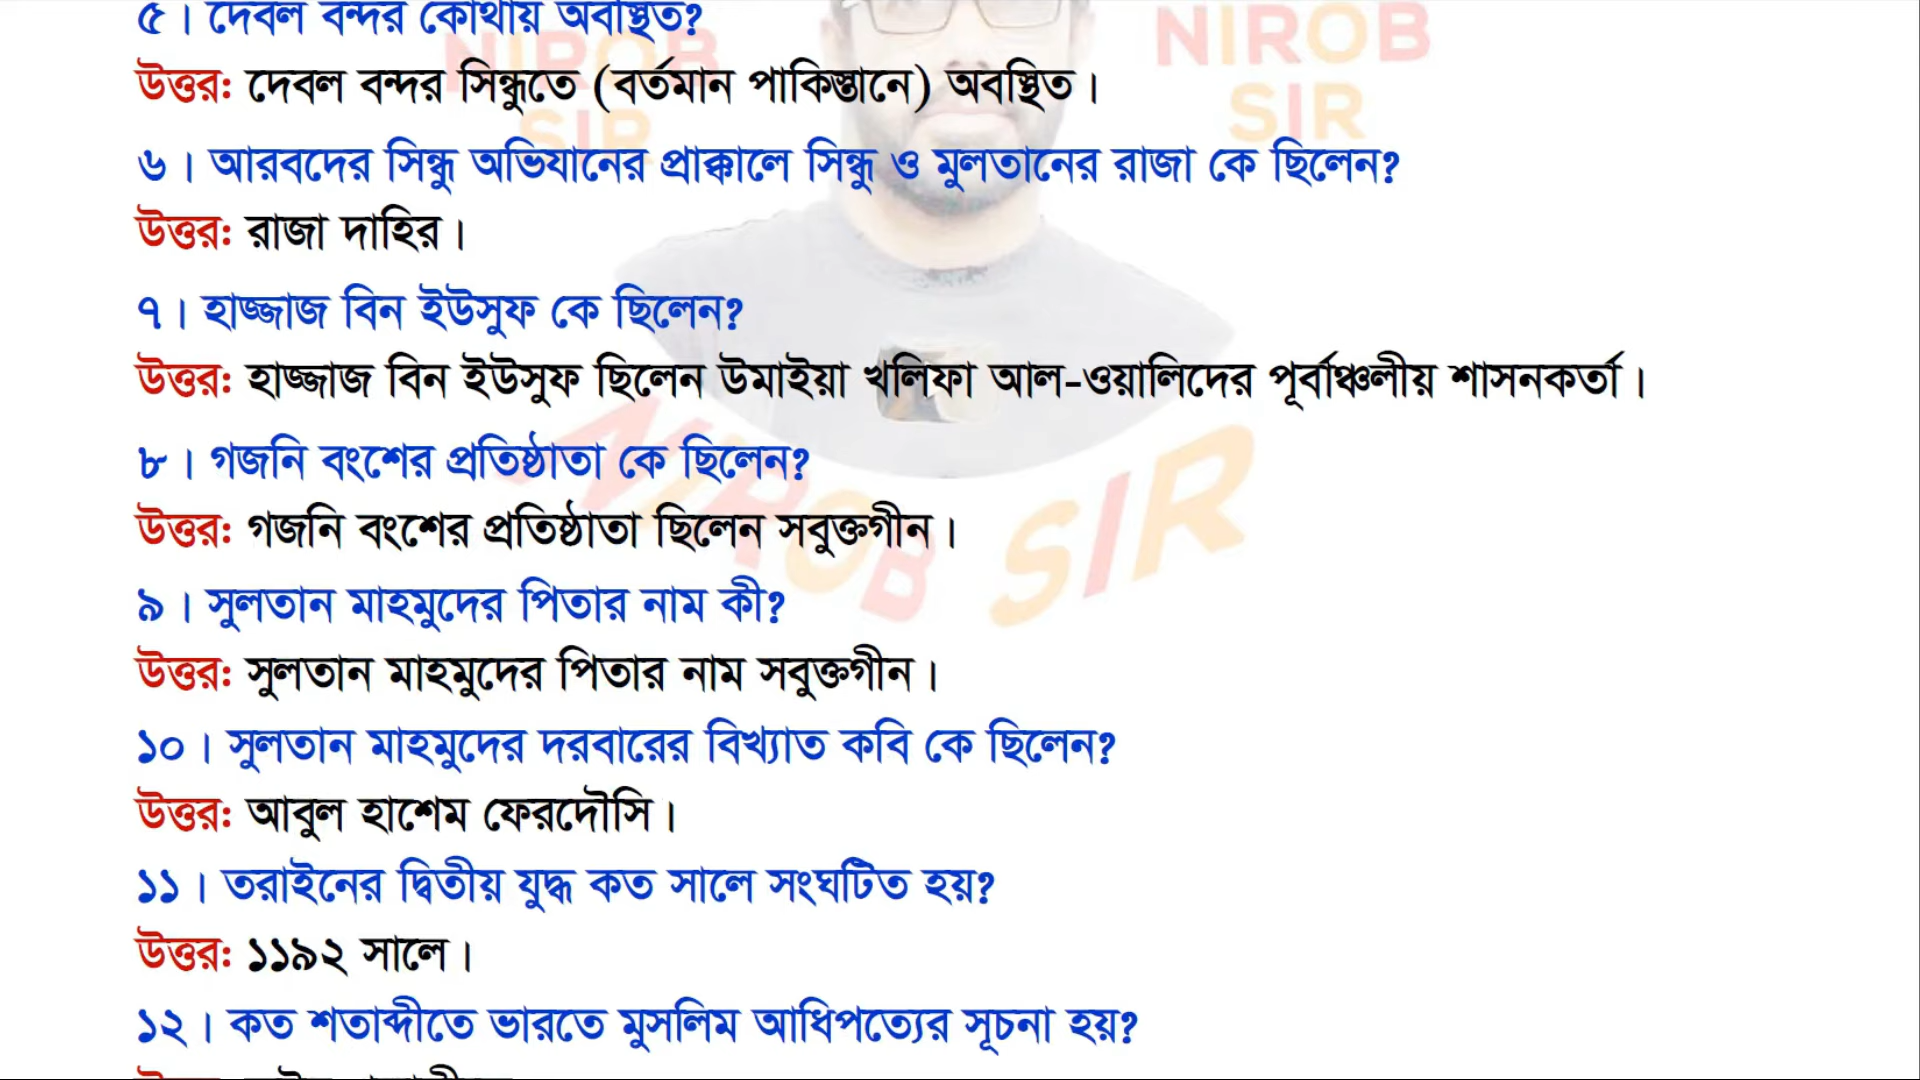 ৫। দেবল বন্দর কোথায় অবস্থিত?
NIROB SIR
NIROB SIR
উত্তর: দেবল বন্দর সিন্ধুতে (বর্তমান পাকিস্তানে) অবস্থিত।
৬। আরবদের সিন্ধু অভিযানের প্রাক্কালে সিন্ধু ও মুলতানের রাজা কে ছিলেন?
উত্তর: রাজা দাহির।
৭। হাজ্জাজ বিন ইউসুফ কে ছিলেন?
উত্তর: হাজ্জাজ বিন ইউসুফ ছিলেন উমাইয়া খলিফা আল-ওয়ালিদের পূর্বাঞ্চলীয় শাসনকর্তা।
৮। গজনি বংশের প্রতিষ্ঠাতা কে ছিলেন?
উত্তর: গজনি বংশের প্রতিষ্ঠাতা ছিলেন সবুক্তগীন।
NIROB SIR
৯। সুলতান মাহমুদের পিতার নাম কী?
উত্তর: সুলতান মাহমুদের পিতার নাম সবুক্তগীন।
১০। সুলতান মাহমুদের দরবারের বিখ্যাত কবি কে ছিলেন?
উত্তর: আবুল হাশেম ফেরদৌসি।
১১। তরাইনের দ্বিতীয় যুদ্ধ কত সালে সংঘটিত হয়?
উত্তর: ১১৯২ সালে।
১২। কত শতাব্দীতে ভারতে মুসলিম আধিপত্যের সূচনা হয়?